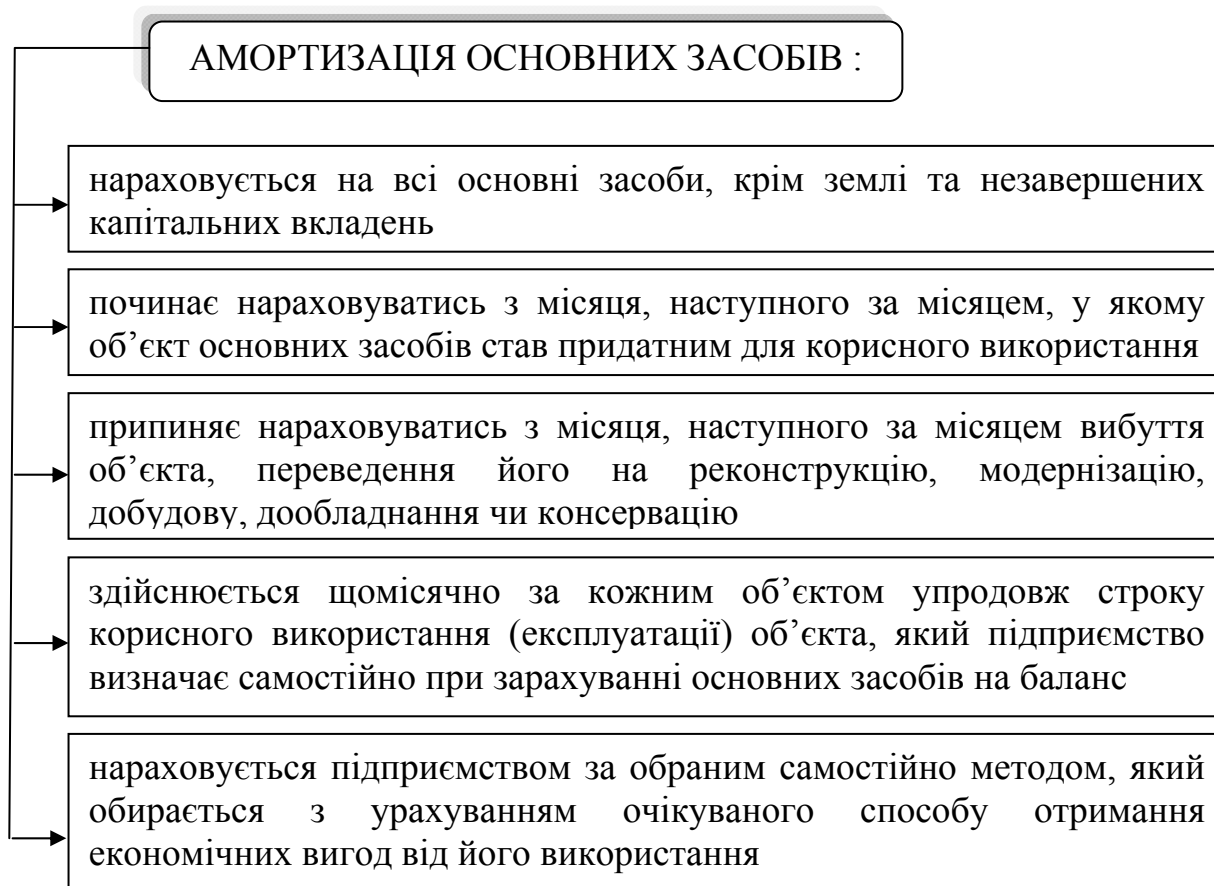 АМОРТИЗАЦІЯ ОСНОВНИХ ЗАСОБІВ :
нараховується на всі основні засоби, крім землі та незавершених
капітальних вкладень
починає нараховуватись з місяця, наступного за місяцем, у якому
об’єкт основних засобів став придатним для корисного використання
припиняє нараховуватись з місяця, наступного за місяцем вибуття
об’єкта, переведення його на реконструкцію, модернізацію,
добудову, дообладнання чи консервацію
здійснюється щомісячно за кожним об’єктом упродовж строку
корисного використання (експлуатації) об’єкта, який підприємство
визначає самостійно при зарахуванні основних засобів на баланс
нараховується підприємством за обраним самостійно методом, який
обирається з урахуванням очікуваного способу отримання
економічних вигод від його використання